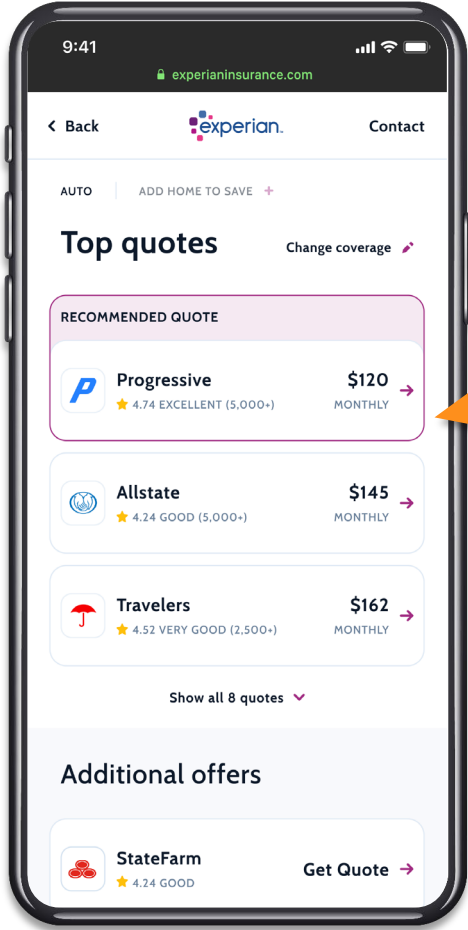 9:41
experianinsurance.com
Back
experian.
Contact
AUTO
ADD HOME TO SAVE +
Top quotes
Change coverage
RECOMMENDED QUOTE
Progressive
$120
4.74 EXCELLENT (5,000+)
MONTHLY
Allstate
$145
4.24 GOOD (5,000+)
MONTHLY
Travelers
$162
4.52 VERY GOOD (2,500+)
MONTHLY
Show all 8 quotes
Additional offers
StateFarm
Get Quote
4.24 GOOD